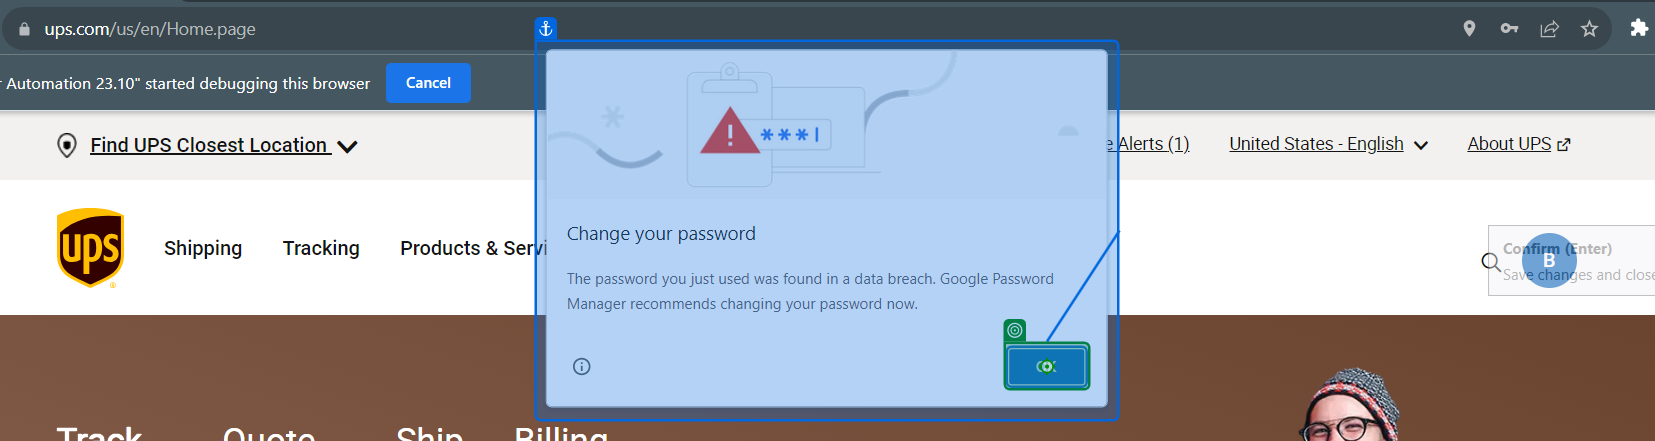 ups.com/us/en/Home.page
Automation 23.10" started debugging this browser
Cancel
Find UPS Closest Location
Alerts (1)
United States - English
About UPS
***|
ups
Shipping
Tracking
Products &
Change your password
The password you just used was found in a data breach. Google Password
Manager recommends changing your password now.
Confirm (Enter)
Save changes and close
B
OK
Track
Quote
Ship
Billing